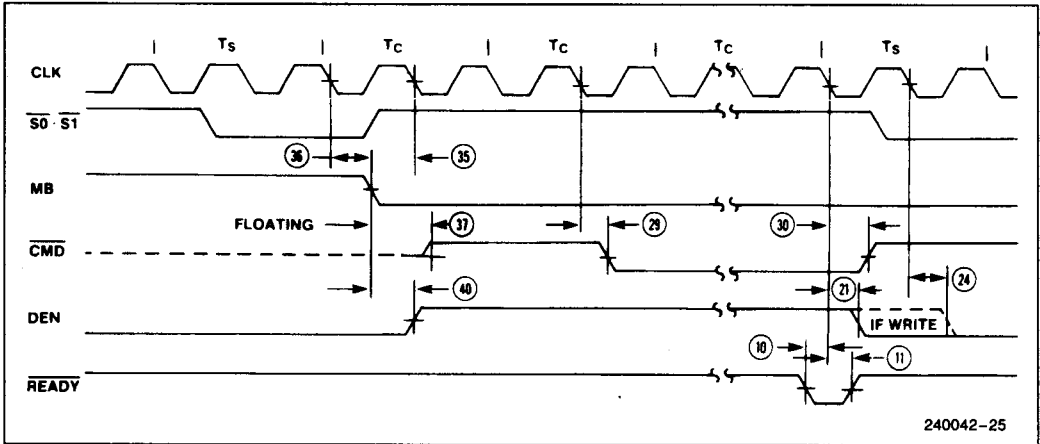 | TS | TC | TC | TC | TS |
CLK
S0 · S1
36 35
MB
FLOATING 37 29 30
CMD
40 21 24
DEN
IF WRITE
10 11
READY
240042-25